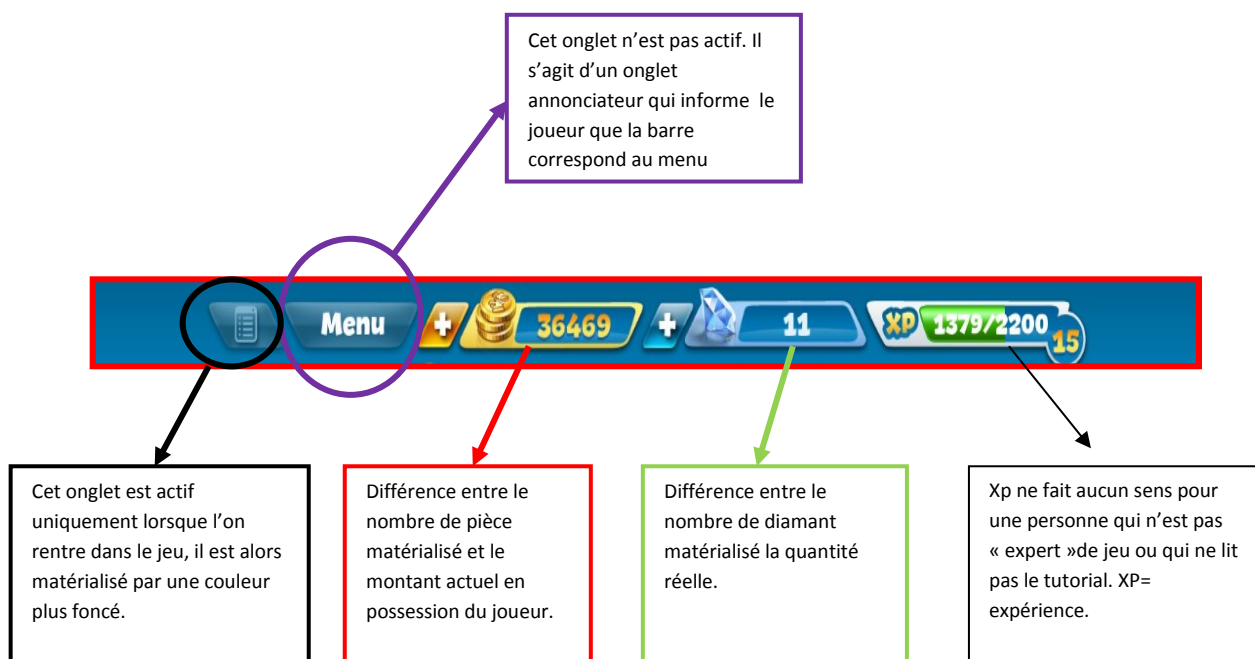 Cet onglet n’est pas actif. Il
s’agit d’un onglet
annonciateur qui informe  le
joueur que la barre
correspond au menu
Menu
+
36469
+
11
XP 1379/2200
15
Cet onglet est actif
uniquement lorsque l’on
rentre dans le jeu, il est alors
matérialisé par une couleur
plus foncé.
Différence entre le
nombre de pièce
matérialisé et le
montant actuel en
possession du joueur.
Différence entre le
nombre de diamant
matérialisé la quantité
réelle.
Xp ne fait aucun sens pour
une personne qui n’est pas
« expert »de jeu ou qui ne lit
pas le tutorial. XP=
expérience.